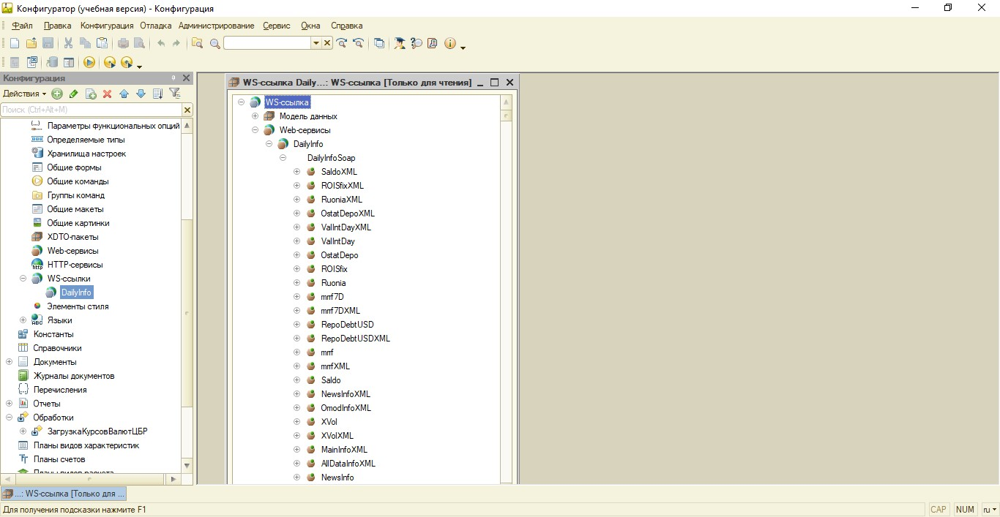 Конфигуратор (учебная версия) - Конфигурация
Файл Правка Конфигурация Отладка Администрирование Сервис Окна Справка
Конфигурация
Действия
Поиск (Ctrl+Alt+M)
Параметры функциональных опций
Определяемые типы
Хранилища настроек
Общие формы
Общие команды
Группы команд
Общие макеты
Общие картинки
XDTO-пакеты
Web-сервисы
HTTP-сервисы
WS-ссылки
DailyInfo
Элементы стиля
Языки
Константы
Справочники
Документы
Журналы документов
Перечисления
Отчеты
Обработки
ЗагрузкаКурсовВалютЦБР
Планы видов характеристик
Планы счетов
Планы видов расчета
WS-ссылка Daily...: WS-ссылка [Только для чтения]
WS-ссылка
Модель данных
Web-сервисы
DailyInfo
DailyInfoSoap
SaldoXML
ROISfixXML
RuoniaXML
OstatDepoXML
ValIntDayXML
ValIntDay
OstatDepo
ROISfix
Ruonia
mrrf7D
mrrf7DXML
RepoDebtUSD
RepoDebtUSDXML
mrrf
mrrfXML
Saldo
NewsInfoXML
OmodInfoXML
XVol
XVolXML
MainInfoXML
AllDataInfoXML
NewsInfo
...: WS-ссылка [Только для ...
Для получения подсказки нажмите F1
CAP NUM ru